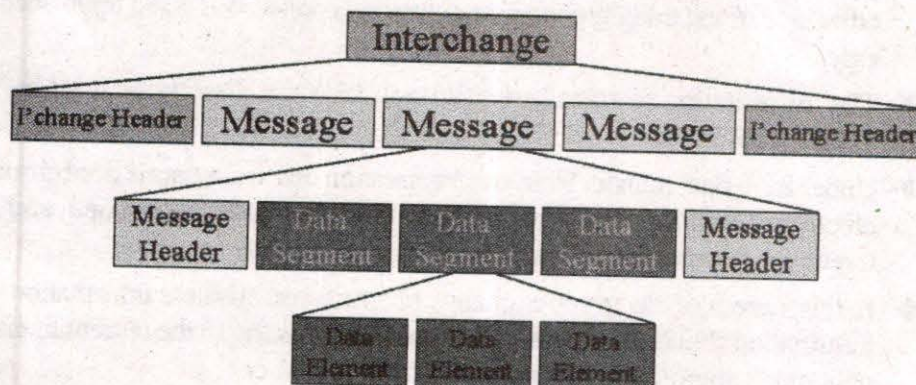 Interchange
I'change Header Message Message Message I'change Header
Message Header Data Segment Data Segment Data Segment Message Header
Data Element Data Element Data Element